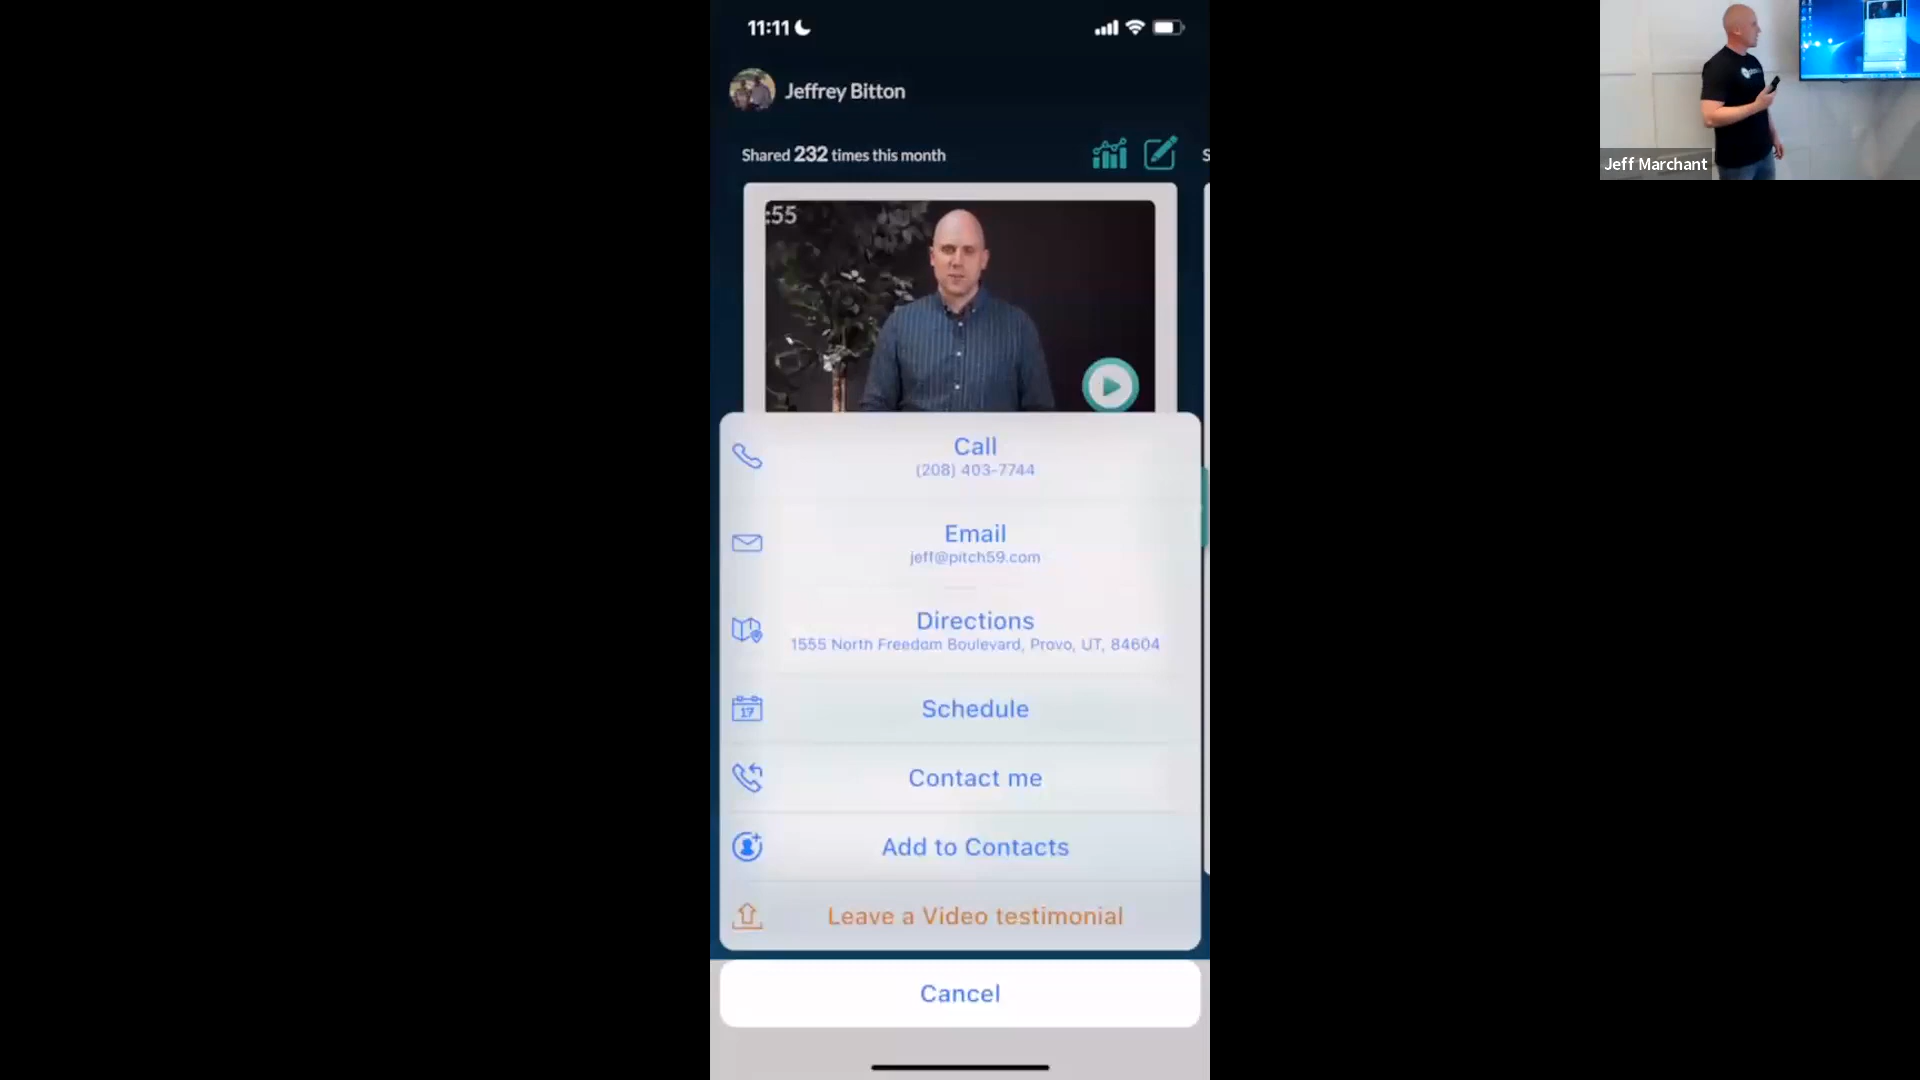 11:11
Jeffrey Bitton
Shared 232 times this month
:55
Call
(208) 403-7744
Email
jeff@pitch59.com
Directions
1555 North Freedom Boulevard, Provo, UT, 84604
17
Schedule
Contact me
Add to Contacts
Leave a Video testimonial
Cancel
Jeff Marchant